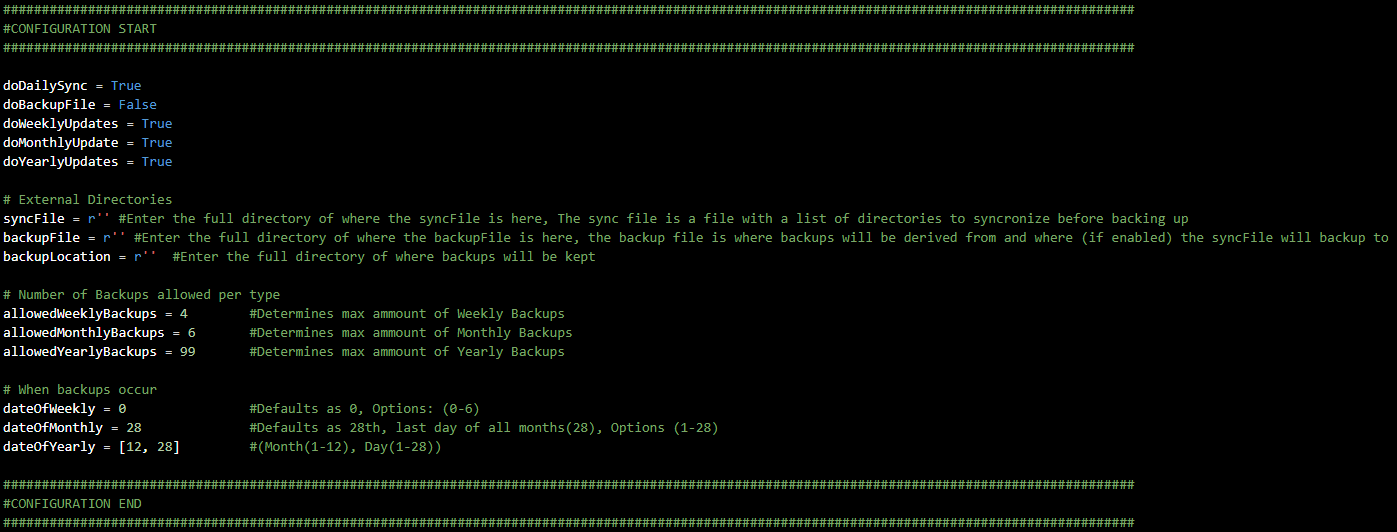 ###################################################################################################################################################
#CONFIGURATION START
###################################################################################################################################################
doDailySync = True
doBackupFile = False
doWeeklyUpdates = True
doMonthlyUpdate = True
doYearlyUpdates = True
# External Directories
syncFile = r'' #Enter the full directory of where the syncFile is here, The sync file is a file with a list of directories to syncronize before backing up
backupFile = r'' #Enter the full directory of where the backupFile is here, the backup file is where backups will be derived from and where (if enabled) the syncFile will backup to
backupLocation = r''  #Enter the full directory of where backups will be kept
# Number of Backups allowed per type
allowedWeeklyBackups = 4        #Determines max ammount of Weekly Backups
allowedMonthlyBackups = 6       #Determines max ammount of Monthly Backups
allowedYearlyBackups = 99       #Determines max ammount of Yearly Backups
# When backups occur
dateOfWeekly = 0                #Defaults as 0, Options: (0-6)
dateOfMonthly = 28              #Defaults as 28th, last day of all months(28), Options (1-28)
dateOfYearly = [12, 28]         #(Month(1-12), Day(1-28))
###################################################################################################################################################
#CONFIGURATION END
###################################################################################################################################################